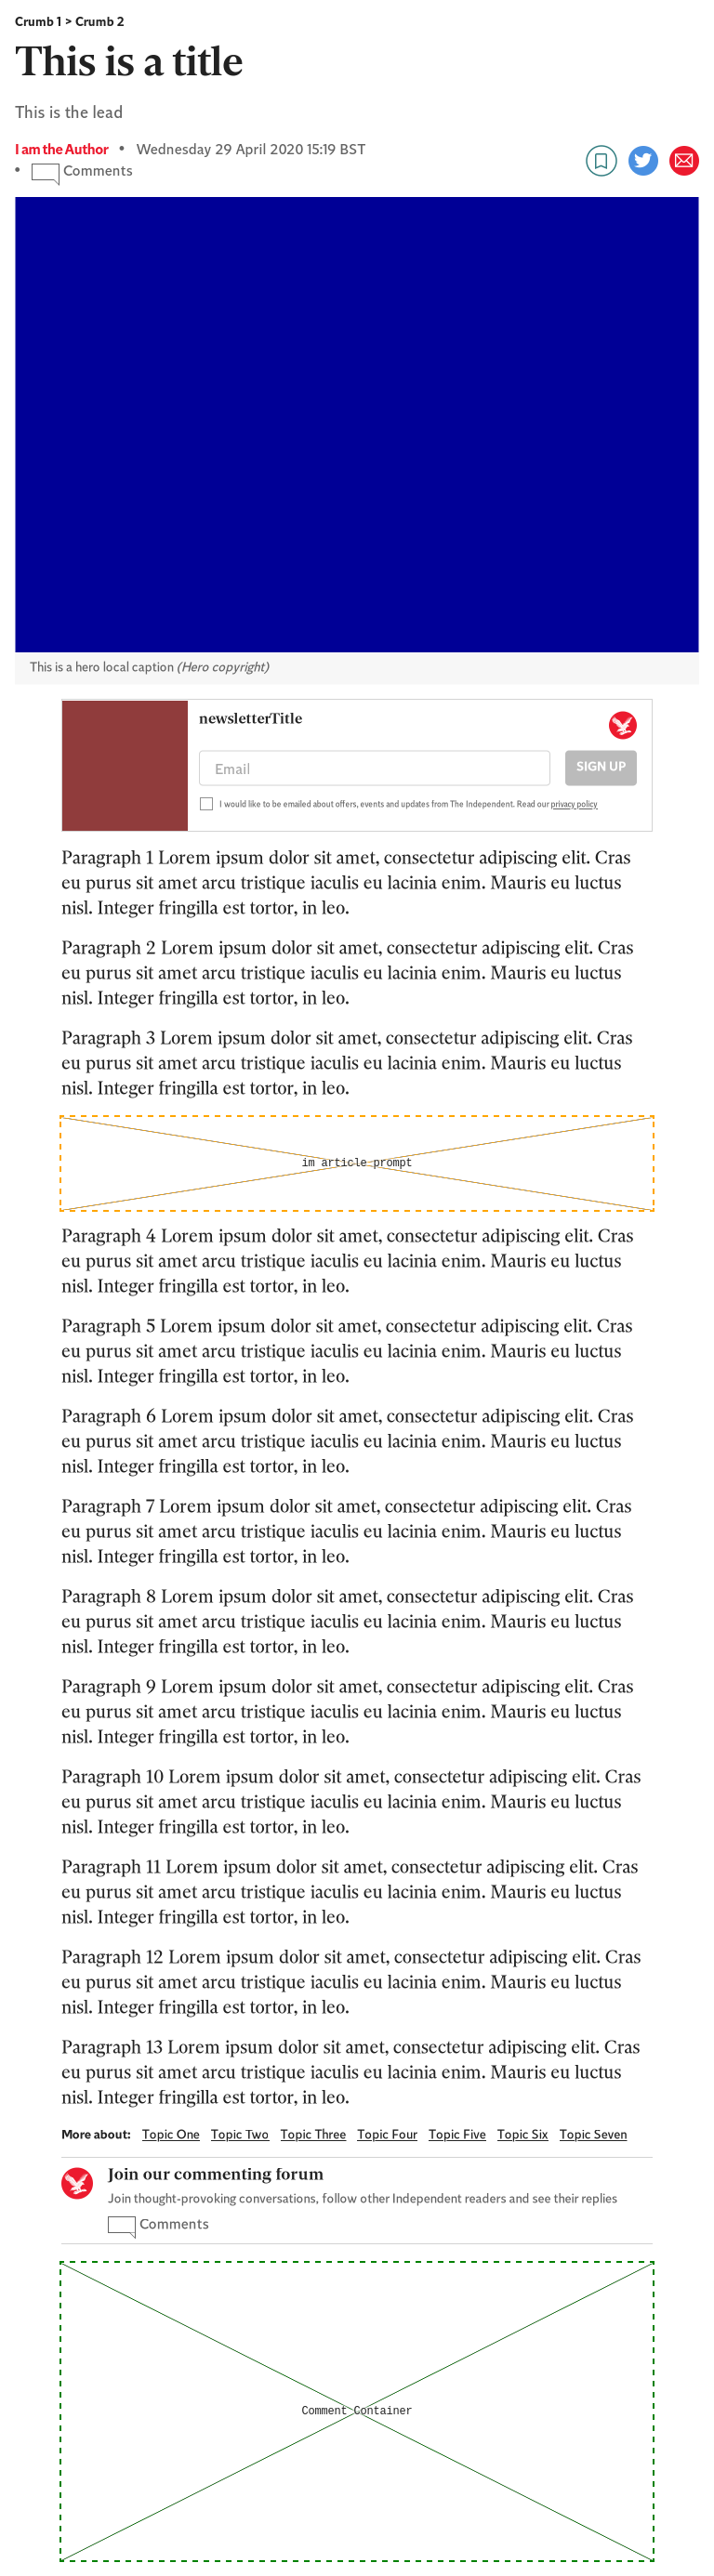 Crumb 1 > Crumb 2
This is a title
This is the lead
I am the Author • Wednesday 29 April 2020 15:19 BST
• Comments
This is a hero local caption (Hero copyright)
newsletterTitle
Email
SIGN UP
I would like to be emailed about offers, events and updates from The Independent. Read our privacy policy
Paragraph 1 Lorem ipsum dolor sit amet, consectetur adipiscing elit. Cras
eu purus sit amet arcu tristique iaculis eu lacinia enim. Mauris eu luctus
nisl. Integer fringilla est tortor, in leo.
Paragraph 2 Lorem ipsum dolor sit amet, consectetur adipiscing elit. Cras
eu purus sit amet arcu tristique iaculis eu lacinia enim. Mauris eu luctus
nisl. Integer fringilla est tortor, in leo.
Paragraph 3 Lorem ipsum dolor sit amet, consectetur adipiscing elit. Cras
eu purus sit amet arcu tristique iaculis eu lacinia enim. Mauris eu luctus
nisl. Integer fringilla est tortor, in leo.
im article prompt
Paragraph 4 Lorem ipsum dolor sit amet, consectetur adipiscing elit. Cras
eu purus sit amet arcu tristique iaculis eu lacinia enim. Mauris eu luctus
nisl. Integer fringilla est tortor, in leo.
Paragraph 5 Lorem ipsum dolor sit amet, consectetur adipiscing elit. Cras
eu purus sit amet arcu tristique iaculis eu lacinia enim. Mauris eu luctus
nisl. Integer fringilla est tortor, in leo.
Paragraph 6 Lorem ipsum dolor sit amet, consectetur adipiscing elit. Cras
eu purus sit amet arcu tristique iaculis eu lacinia enim. Mauris eu luctus
nisl. Integer fringilla est tortor, in leo.
Paragraph 7 Lorem ipsum dolor sit amet, consectetur adipiscing elit. Cras
eu purus sit amet arcu tristique iaculis eu lacinia enim. Mauris eu luctus
nisl. Integer fringilla est tortor, in leo.
Paragraph 8 Lorem ipsum dolor sit amet, consectetur adipiscing elit. Cras
eu purus sit amet arcu tristique iaculis eu lacinia enim. Mauris eu luctus
nisl. Integer fringilla est tortor, in leo.
Paragraph 9 Lorem ipsum dolor sit amet, consectetur adipiscing elit. Cras
eu purus sit amet arcu tristique iaculis eu lacinia enim. Mauris eu luctus
nisl. Integer fringilla est tortor, in leo.
Paragraph 10 Lorem ipsum dolor sit amet, consectetur adipiscing elit. Cras
eu purus sit amet arcu tristique iaculis eu lacinia enim. Mauris eu luctus
nisl. Integer fringilla est tortor, in leo.
Paragraph 11 Lorem ipsum dolor sit amet, consectetur adipiscing elit. Cras
eu purus sit amet arcu tristique iaculis eu lacinia enim. Mauris eu luctus
nisl. Integer fringilla est tortor, in leo.
Paragraph 12 Lorem ipsum dolor sit amet, consectetur adipiscing elit. Cras
eu purus sit amet arcu tristique iaculis eu lacinia enim. Mauris eu luctus
nisl. Integer fringilla est tortor, in leo.
Paragraph 13 Lorem ipsum dolor sit amet, consectetur adipiscing elit. Cras
eu purus sit amet arcu tristique iaculis eu lacinia enim. Mauris eu luctus
nisl. Integer fringilla est tortor, in leo.
More about: Topic One Topic Two Topic Three Topic Four Topic Five Topic Six Topic Seven
Join our commenting forum
Join thought-provoking conversations, follow other Independent readers and see their replies
Comments
Comment Container